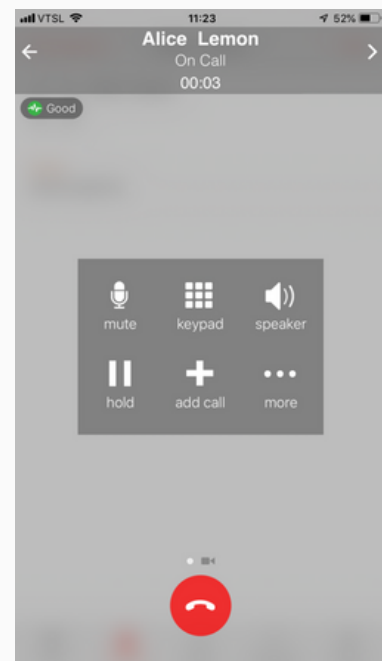 VTSL 11:23 52%
Alice Lemon
On Call
00:03
Good
mute keypad speaker
hold add call more